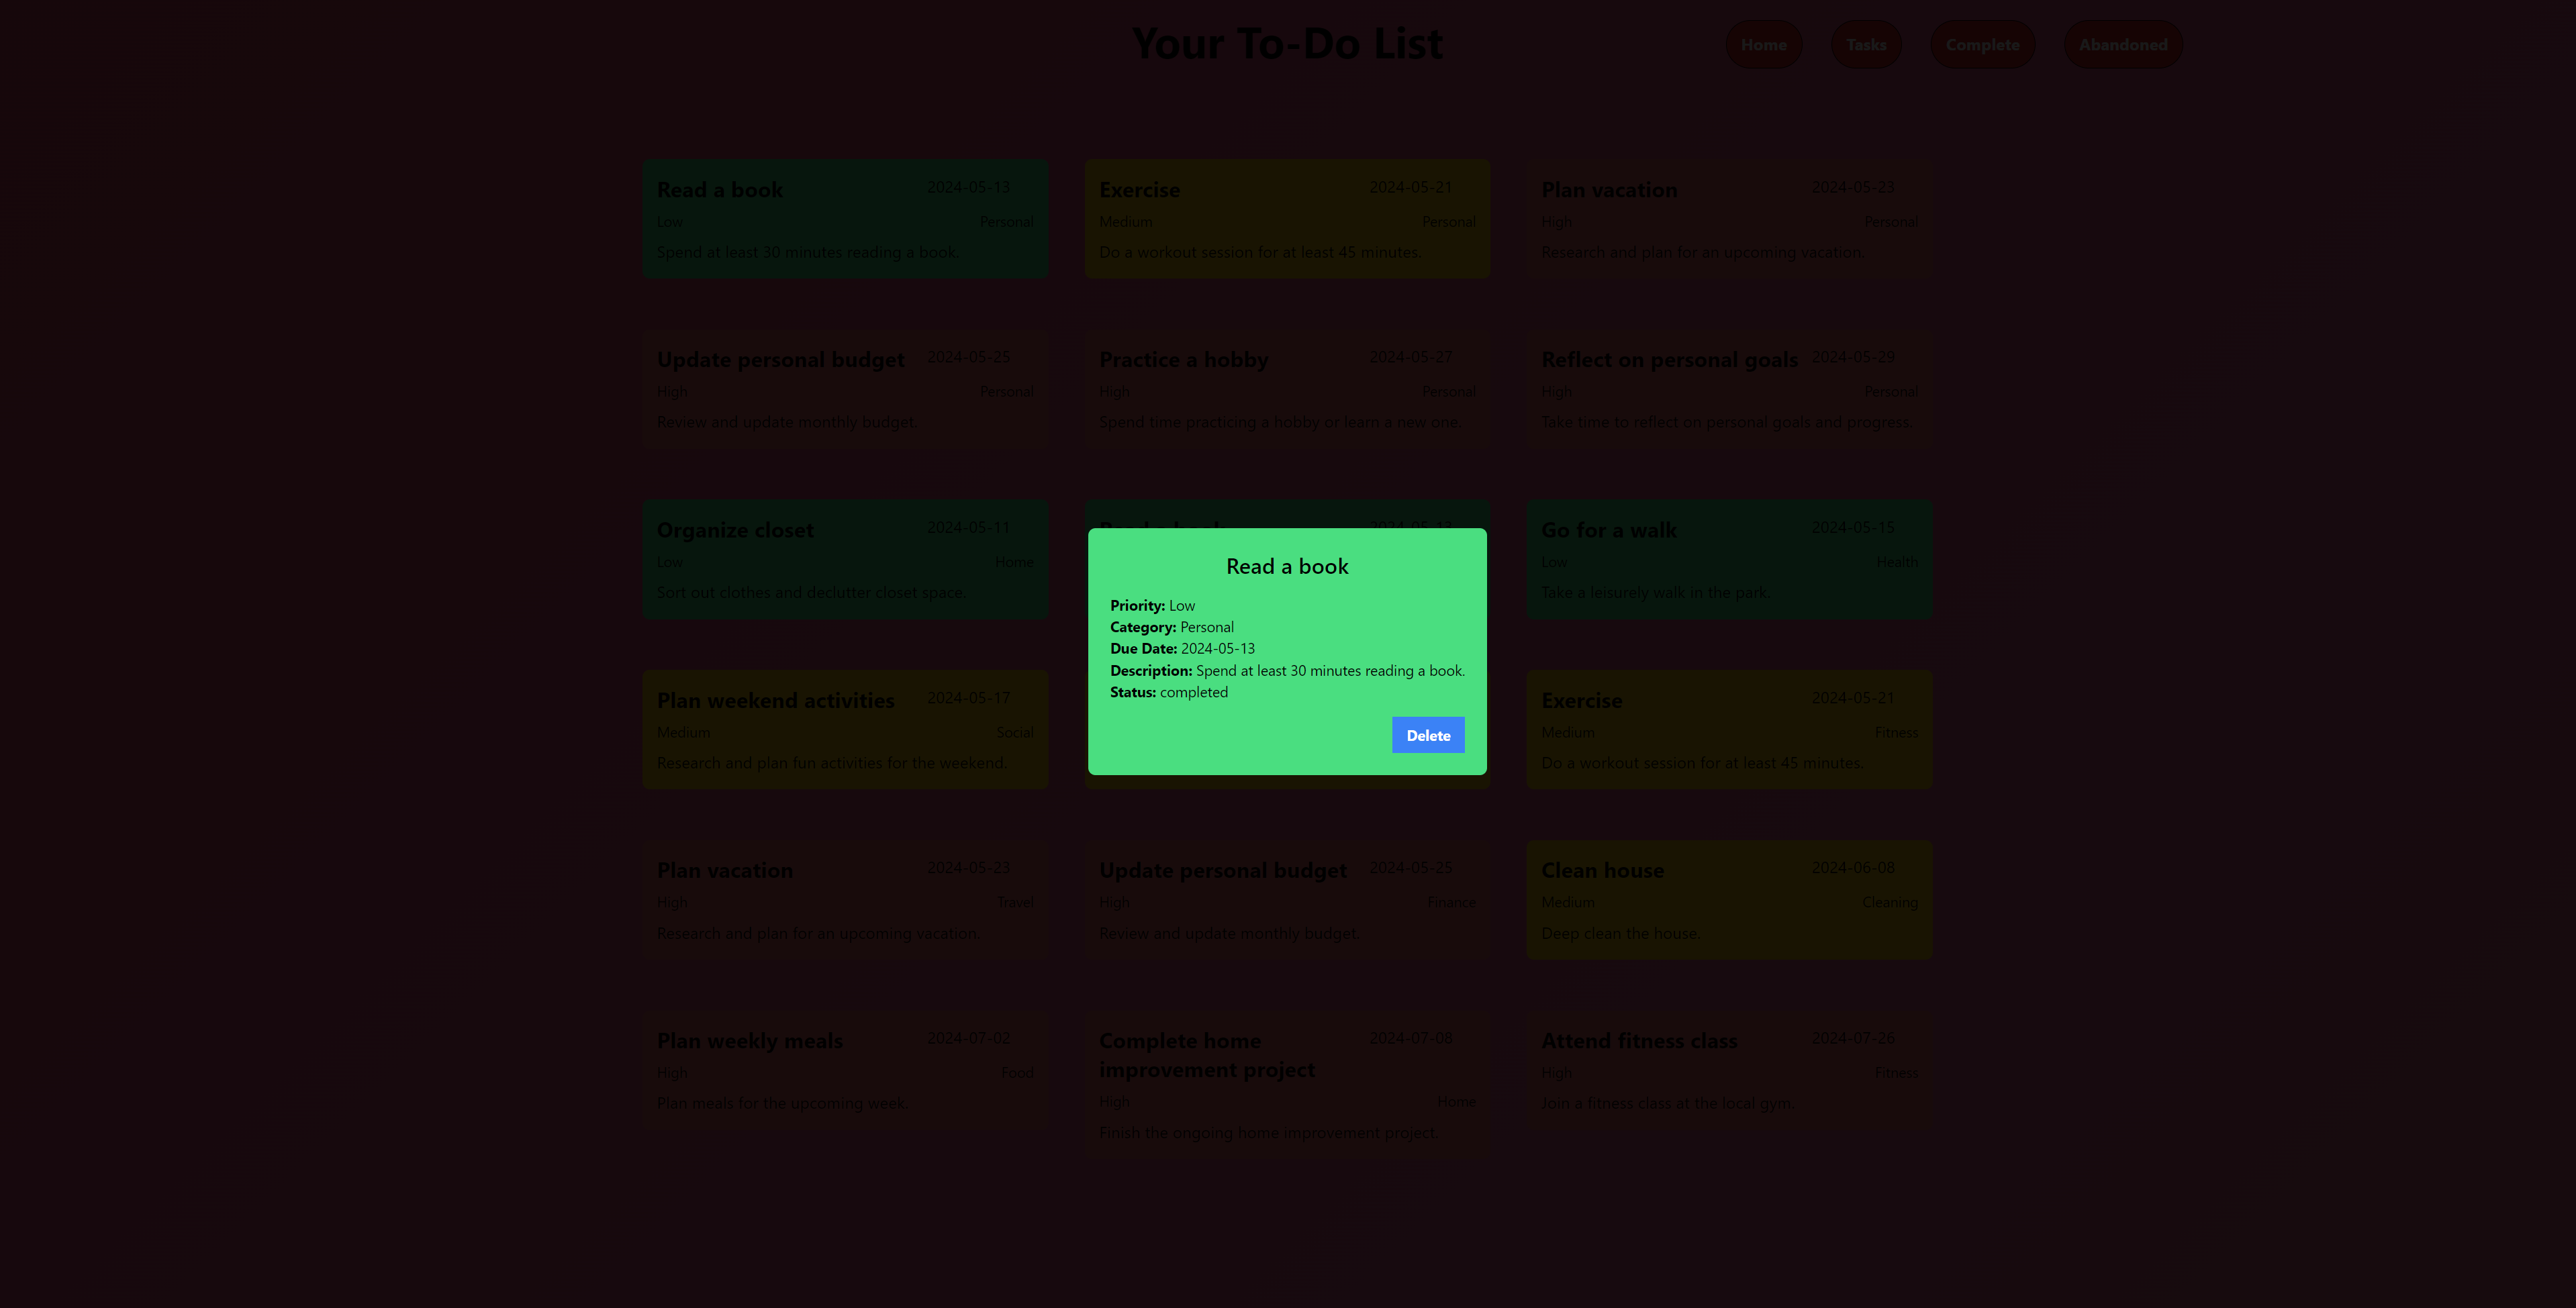 Your To-Do List
Home Tasks Complete Abandoned
Read a book 2024-05-13
Low Personal
Spend at least 30 minutes reading a book.
Exercise 2024-05-21
Medium Personal
Do a workout session for at least 45 minutes.
Plan vacation 2024-05-23
High Personal
Research and plan for an upcoming vacation.
Update personal budget 2024-05-25
High Personal
Review and update monthly budget.
Practice a hobby 2024-05-27
High Personal
Spend time practicing a hobby or learn a new one.
Reflect on personal goals 2024-05-29
High Personal
Take time to reflect on personal goals and progress.
Organize closet 2024-05-11
Low Home
Sort out clothes and declutter closet space.
Read a book
Priority: Low
Category: Personal
Due Date: 2024-05-13
Description: Spend at least 30 minutes reading a book.
Status: completed
Delete
Go for a walk 2024-05-15
Low Health
Take a leisurely walk in the park.
Plan weekend activities 2024-05-17
Medium Social
Research and plan fun activities for the weekend.
Exercise 2024-05-21
Medium Fitness
Do a workout session for at least 45 minutes.
Plan vacation 2024-05-23
High Travel
Research and plan for an upcoming vacation.
Update personal budget 2024-05-25
High Finance
Review and update monthly budget.
Clean house 2024-06-08
Medium Cleaning
Deep clean the house.
Plan weekly meals 2024-07-02
High Food
Plan meals for the upcoming week.
Complete home 2024-07-08
improvement project
High Home
Finish the ongoing home improvement project.
Attend fitness class 2024-07-26
High Fitness
Join a fitness class at the local gym.